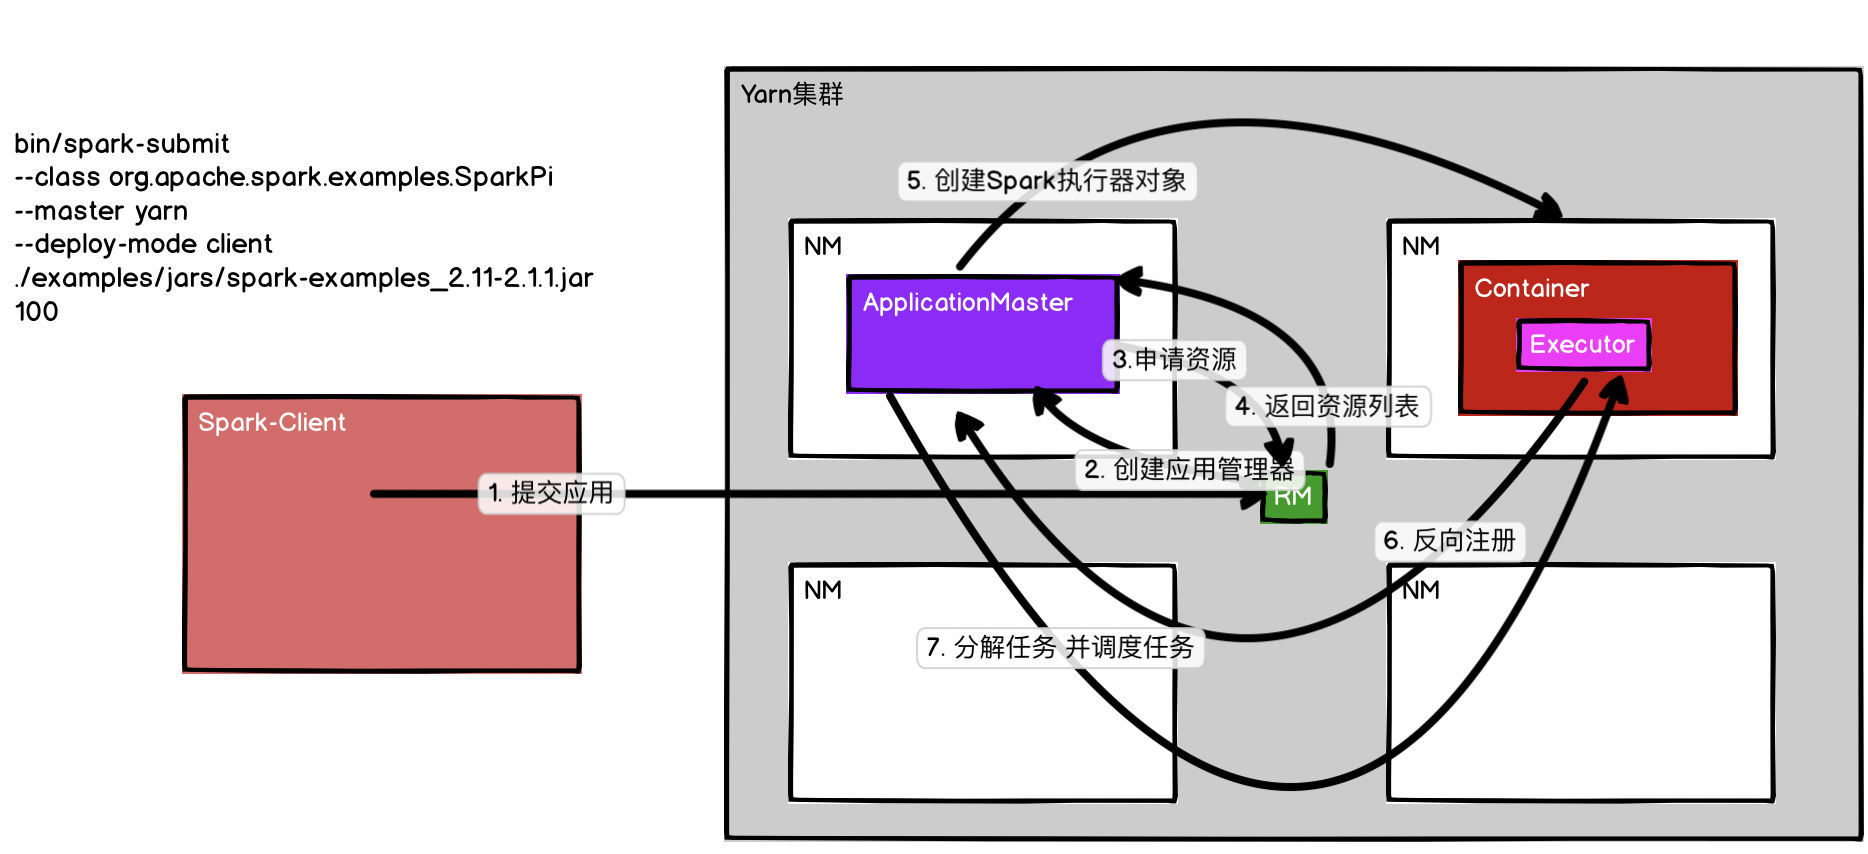 bin/spark-submit
--class org.apache.spark.examples.SparkPi
--master yarn
--deploy-mode client
./examples/jars/spark-examples_2.11-2.1.1.jar
100
Spark-Client
1. 提交应用
Yarn集群
5. 创建Spark执行器对象
NM
ApplicationMaster
3.申请资源
4. 返回资源列表
2. 创建应用管理器
RM
NM
Container
Executor
6. 反向注册
NM
7. 分解任务 并调度任务
NM